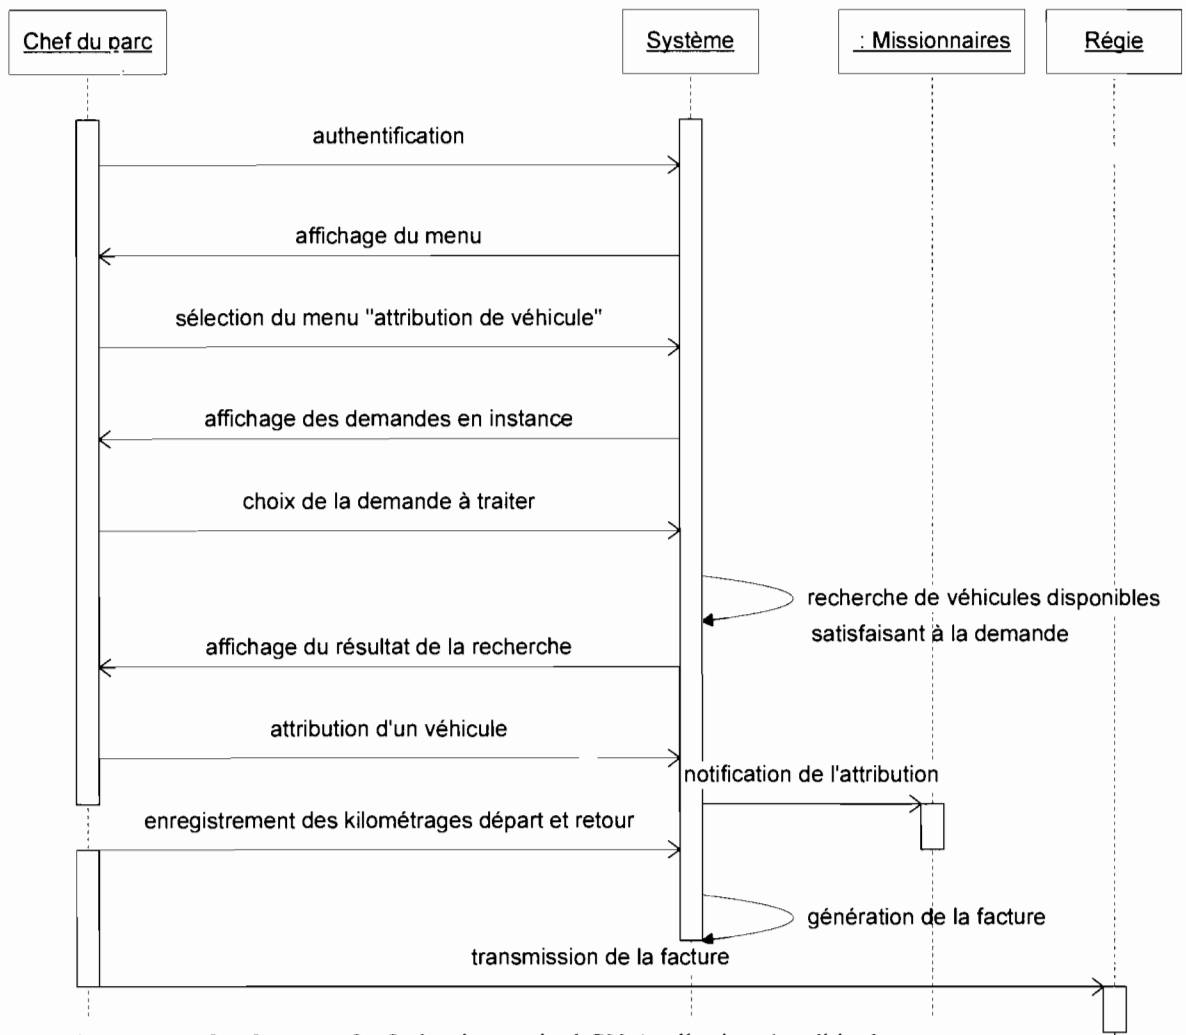 Chef du parc
Système
: Missionnaires
Régie
authentification
affichage du menu
sélection du menu "attribution de véhicule"
affichage des demandes en instance
choix de la demande à traiter
recherche de véhicules disponibles
satisfaisant à la demande
affichage du résultat de la recherche
attribution d'un véhicule
notification de l'attribution
enregistrement des kilométrages départ et retour
génération de la facture
transmission de la facture